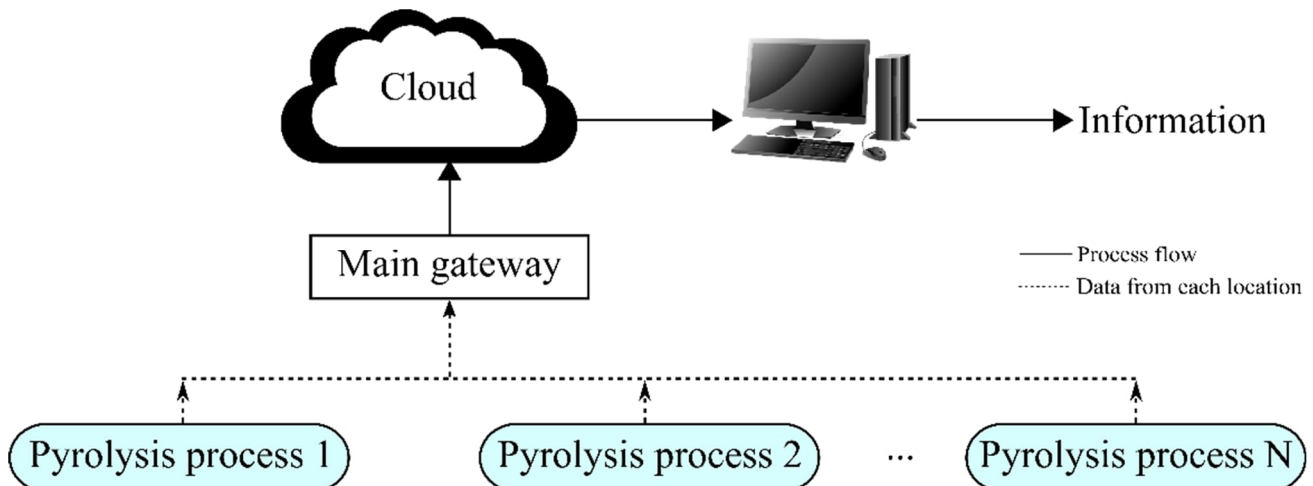 Cloud
Information
Main gateway
Process flow
Data from each location
Pyrolysis process 1
Pyrolysis process 2
...
Pyrolysis process N